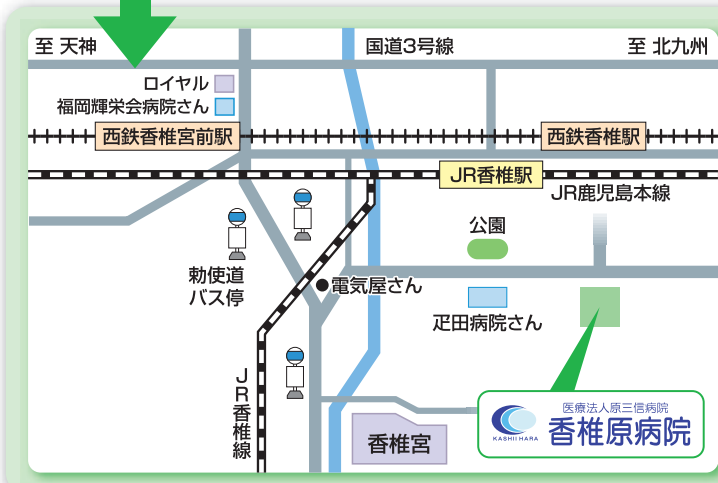 至 天神
国道3号線
至 北九州
ロイヤル
福岡輝栄会病院さん
西鉄香椎宮前駅
西鉄香椎駅
JR香椎駅
JR鹿児島本線
公園
勅使道
バス停
電気屋さん
疋田病院さん
JR香椎線
香椎宮
医療法人原三信病院
香椎原病院
KASHII HARA